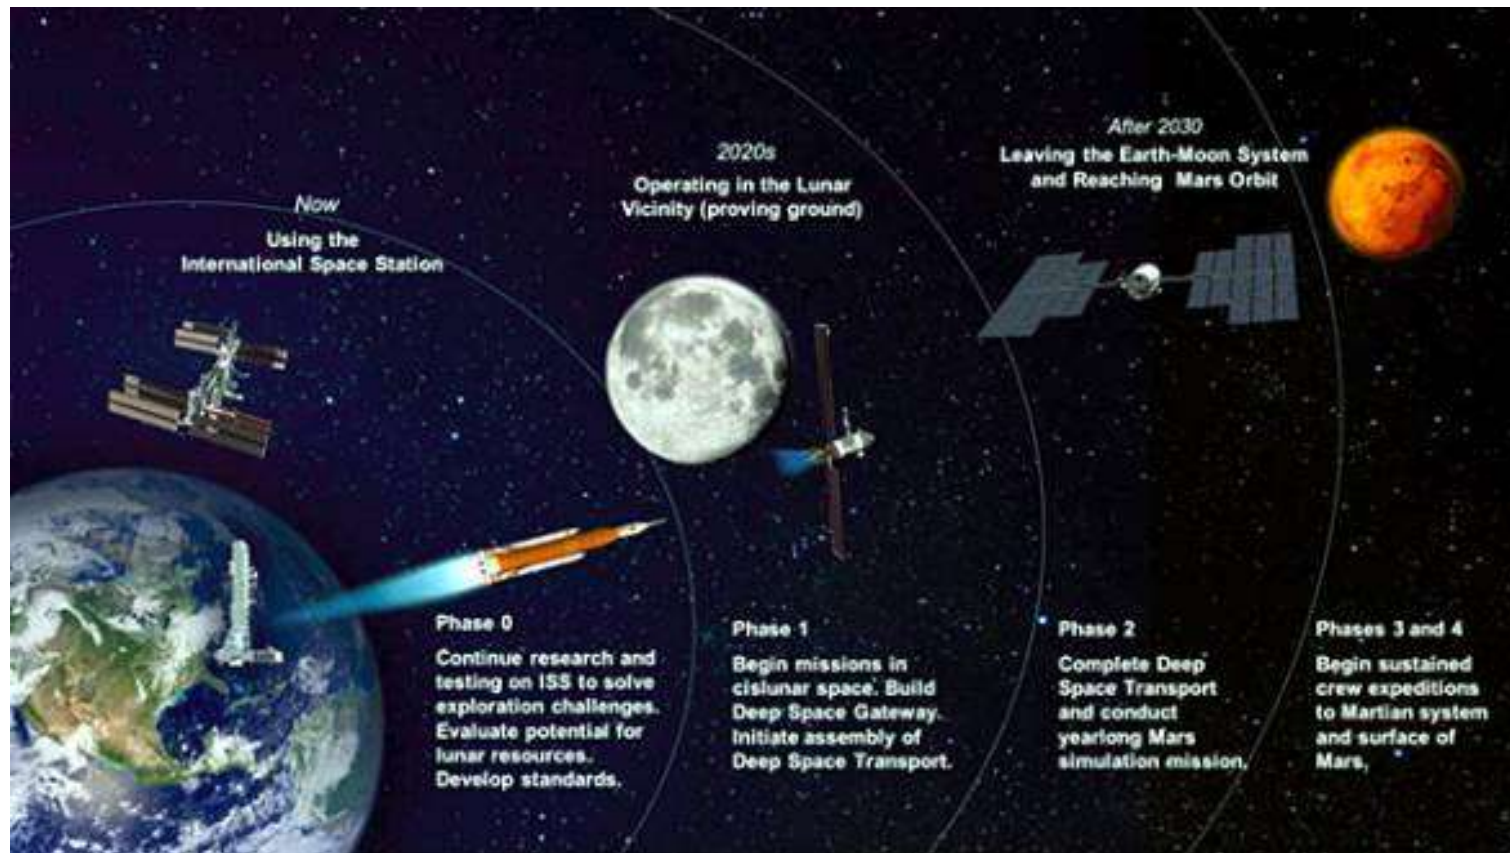 Now
Using the
International Space Station
2020s
Operating in the Lunar
Vicinity (proving ground)
After 2030
Leaving the Earth-Moon System
and Reaching Mars Orbit
Phase 0
Continue research and
testing on ISS to solve
exploration challenges.
Evaluate potential for
lunar resources.
Develop standards.
Phase 1
Begin missions in
cislunar space. Build
Deep Space Gateway.
Initiate assembly of
Deep Space Transport.
Phase 2
Complete Deep
Space Transport
and conduct
yearlong Mars
simulation mission.
Phases 3 and 4
Begin sustained
crew expeditions
to Martian system
and surface of
Mars.